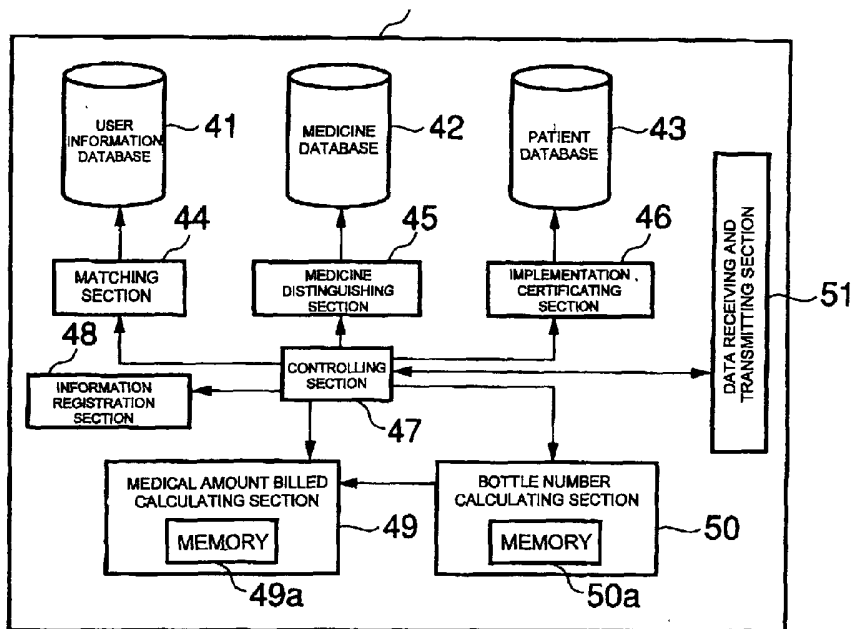 USER
INFORMATION
DATABASE
41
MEDICINE
DATABASE
42
PATIENT
DATABASE
43
44
MATCHING
SECTION
45
MEDICINE
DISTINGUISHING
SECTION
46
IMPLEMENTATION
CERTIFICATING
SECTION
DATA RECEIVING AND
TRANSMITTING SECTION
51
48
INFORMATION
REGISTRATION
SECTION
CONTROLLING
SECTION
47
MEDICAL AMOUNT BILLED
CALCULATING SECTION
MEMORY
49
49a
BOTTLE NUMBER
CALCULATING SECTION
MEMORY
50
50a